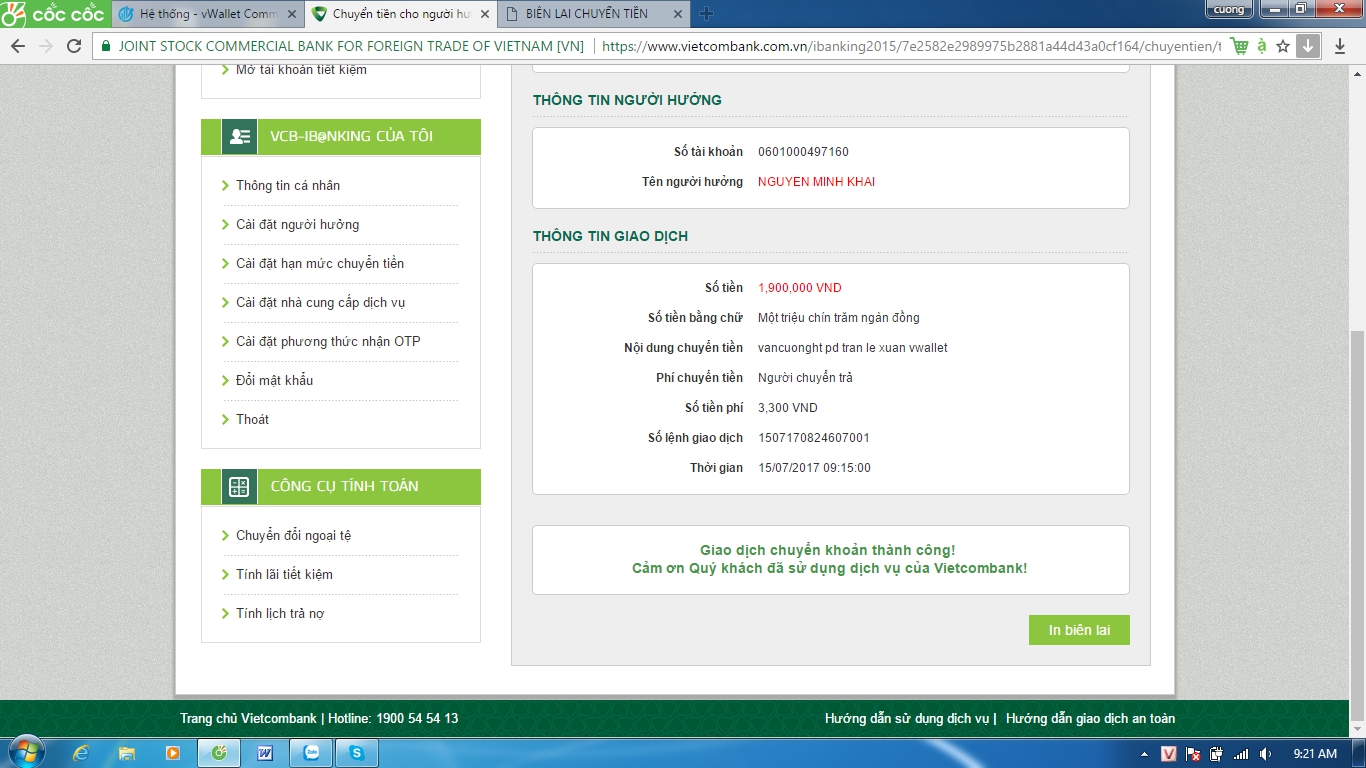 cốc cốc
Hệ thống - vWallet Comm
Chuyển tiền cho người hư
BIÊN LAI CHUYỂN TIỀN
cuong
JOINT STOCK COMMERCIAL BANK FOR FOREIGN TRADE OF VIETNAM [VN]
https://www.vietcombank.com.vn/ibanking2015/7e2582e2989975b2881a44d43a0cf164/chuyentien/t
Mở tài khoản tiết kiệm
VCB-IB@NKING CỦA TÔI
Thông tin cá nhân
Cài đặt người hưởng
Cài đặt hạn mức chuyển tiền
Cài đặt nhà cung cấp dịch vụ
Cài đặt phương thức nhận OTP
Đổi mật khẩu
Thoát
CÔNG CỤ TÍNH TOÁN
Chuyển đổi ngoại tệ
Tính lãi tiết kiệm
Tính lịch trả nợ
THÔNG TIN NGƯỜI HƯỞNG
Số tài khoản 0601000497160
Tên người hưởng NGUYEN MINH KHAI
THÔNG TIN GIAO DỊCH
Số tiền 1,900,000 VND
Số tiền bằng chữ Một triệu chín trăm ngàn đồng
Nội dung chuyển tiền vancuonght pd tran le xuan vwallet
Phí chuyển tiền Người chuyển trả
Số tiền phí 3,300 VND
Số lệnh giao dịch 1507170824607001
Thời gian 15/07/2017 09:15:00
Giao dịch chuyển khoản thành công!
Cảm ơn Quý khách đã sử dụng dịch vụ của Vietcombank!
In biên lai
Trang chủ Vietcombank | Hotline: 1900 54 54 13
Hướng dẫn sử dụng dịch vụ | Hướng dẫn giao dịch an toàn
Zalo
9:21 AM